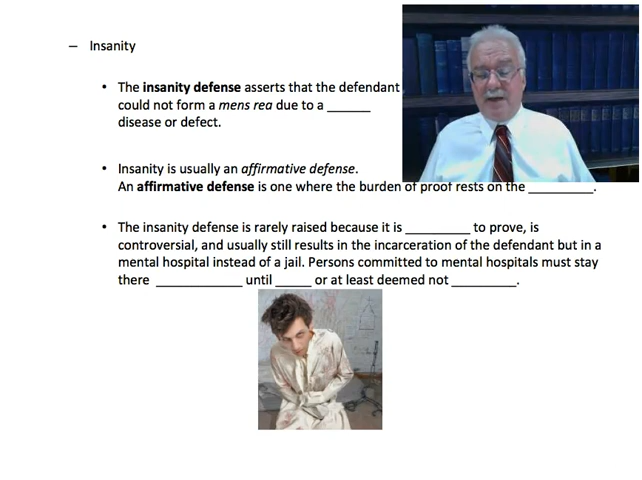 – Insanity
• The insanity defense asserts that the defendant
could not form a mens rea due to a ______
disease or defect.
• Insanity is usually an affirmative defense.
An affirmative defense is one where the burden of proof rests on the _________.
• The insanity defense is rarely raised because it is _________ to prove, is
controversial, and usually still results in the incarceration of the defendant but in a
mental hospital instead of a jail. Persons committed to mental hospitals must stay
there ____________ until _____ or at least deemed not _________.